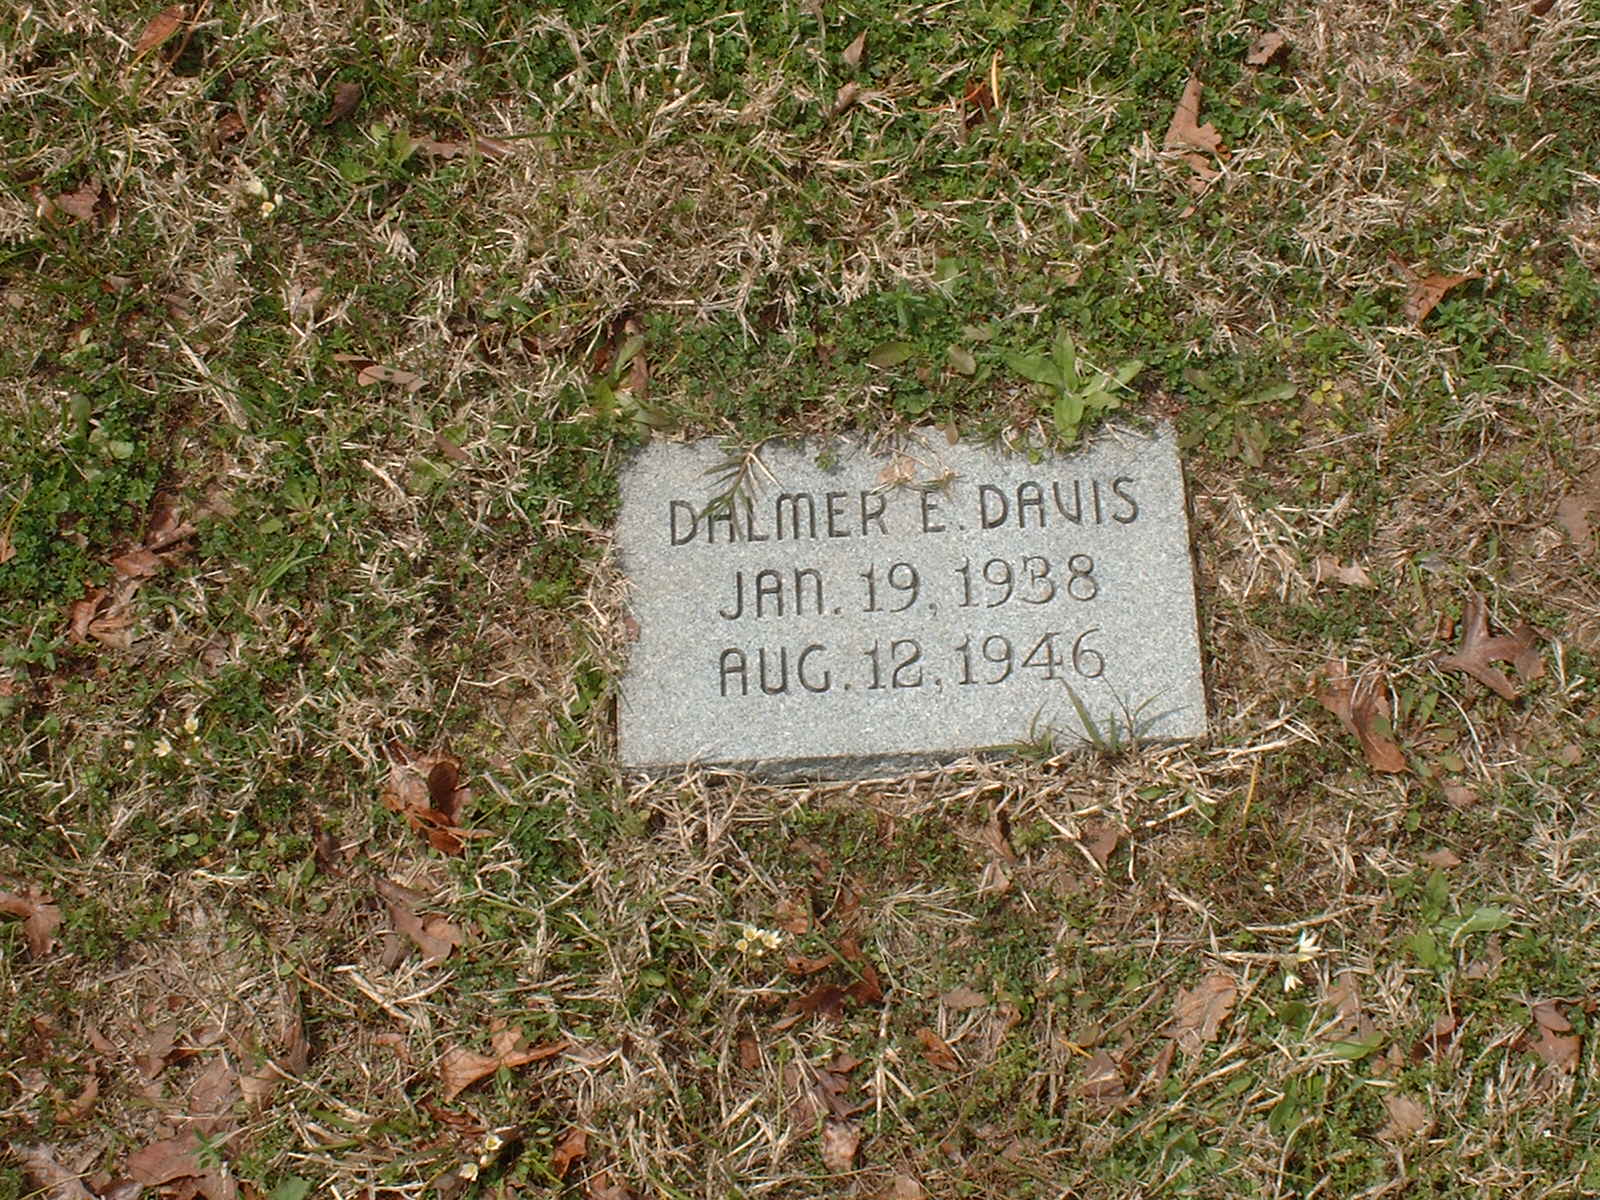 DALMER E. DAVIS
JAN. 19, 1938
AUG. 12, 1946